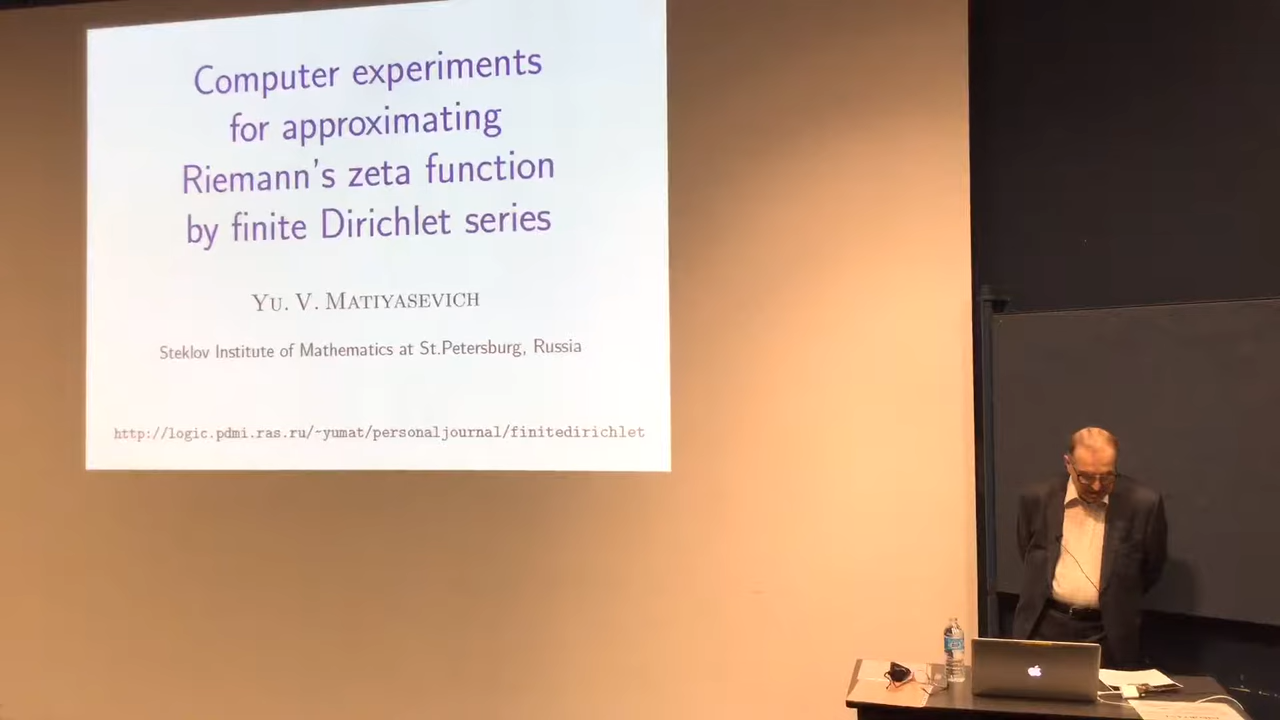 Computer experiments
for approximating
Riemann's zeta function
by finite Dirichlet series
YU. V. MATIYASEVICH
Steklov Institute of Mathematics at St.Petersburg, Russia
http://logic.pdmi.ras.ru/~yumat/personaljournal/finitedirichlet